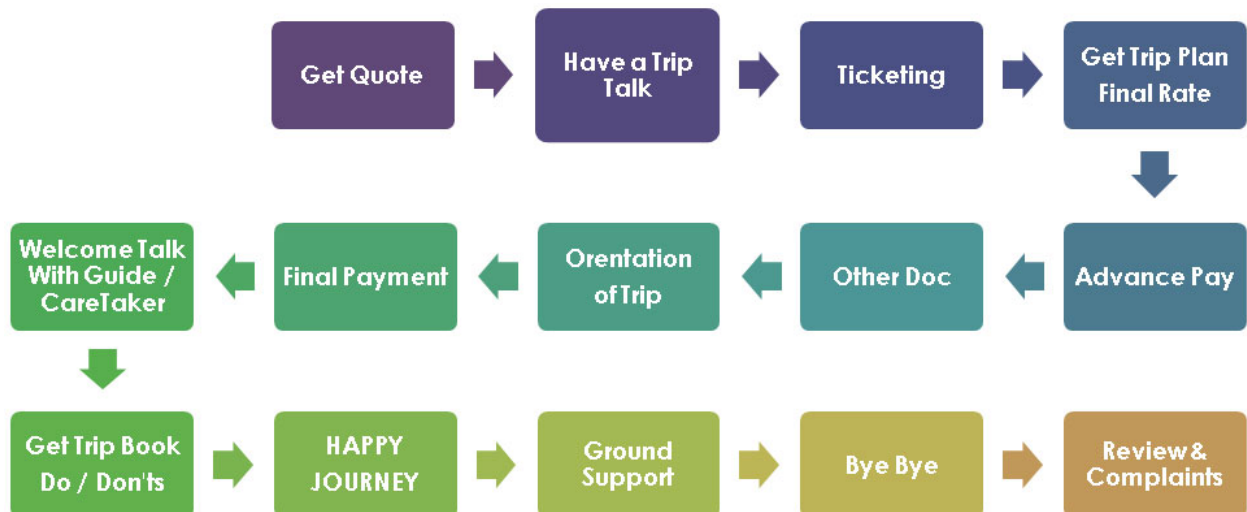 Get Quote
Have a Trip
Talk
Ticketing
Get Trip Plan
Final Rate
Advance Pay
Other Doc
Orentation
of Trip
Final Payment
Welcome Talk
With Guide /
CareTaker
Get Trip Book
Do / Don'ts
HAPPY
JOURNEY
Ground
Support
Bye Bye
Review &
Complaints